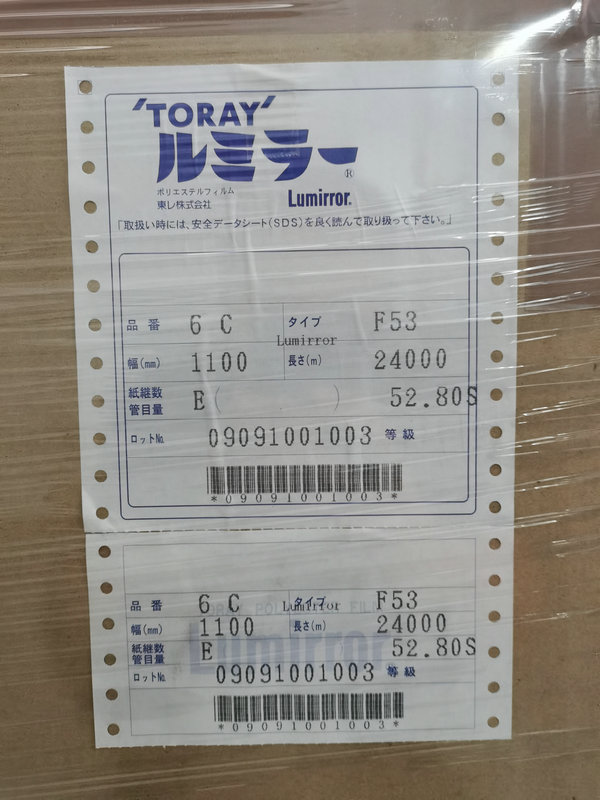 'TORAY'
ルミラー®
ポリエステルフィルム
東レ株式会社 Lumirror®
「取扱い時には、安全データシート(SDS)を良く読んで取り扱って下さい。」
品番 6 C タイプ F53
Lumirror
幅(mm) 1100 長さ(m) 24000
紙継数
管目量 E( ) 52.80S
ロット№ 09091001003 等級
*09091001003*
品番 6 C タイプ Lumirror F53
幅(mm) 1100 長さ(m) 24000
Lumirror
紙継数
管目量 E 52.80S
ロット№ 09091001003 等級
*09091001003*